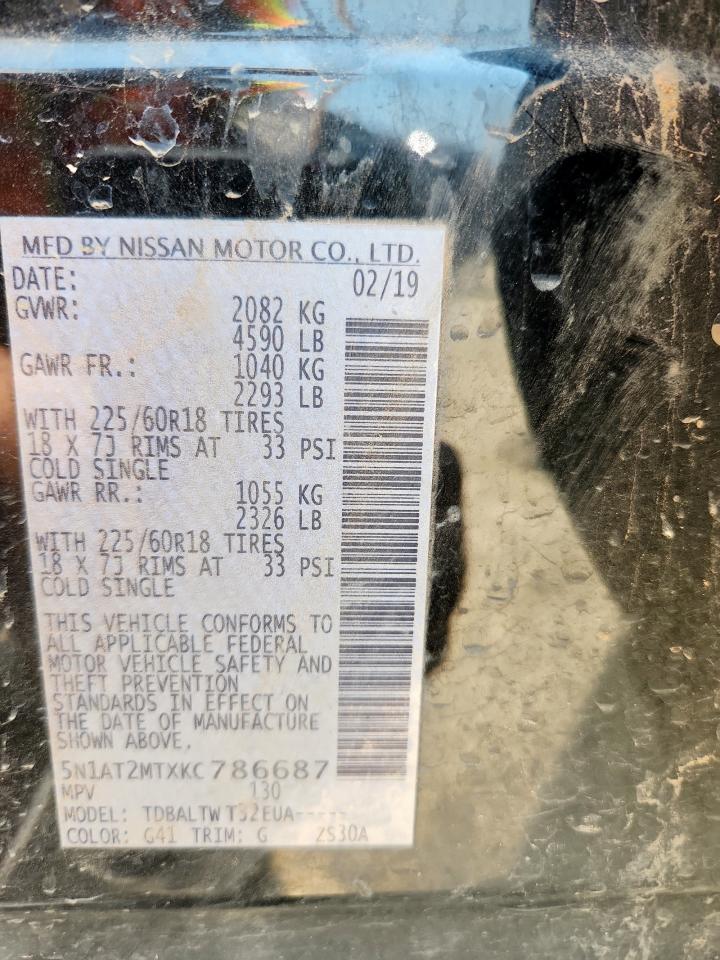 MFD BY NISSAN MOTOR CO., LTD.
DATE: 02/19
GVWR: 2082 KG
4590 LB
GAWR FR.: 1040 KG
2293 LB
WITH 225/60R18 TIRES
18 X 7J RIMS AT 33 PSI
COLD SINGLE
GAWR RR.: 1055 KG
2326 LB
WITH 225/60R18 TIRES
18 X 7J RIMS AT 33 PSI
COLD SINGLE
THIS VEHICLE CONFORMS TO
ALL APPLICABLE FEDERAL
MOTOR VEHICLE SAFETY AND
THEFT PREVENTION
STANDARDS IN EFFECT ON
THE DATE OF MANUFACTURE
SHOWN ABOVE.
5N1AT2MTXKC786687
MPV 130
MODEL: TDBALTW T32EUA-----
COLOR: G41 TRIM: G ZS30A